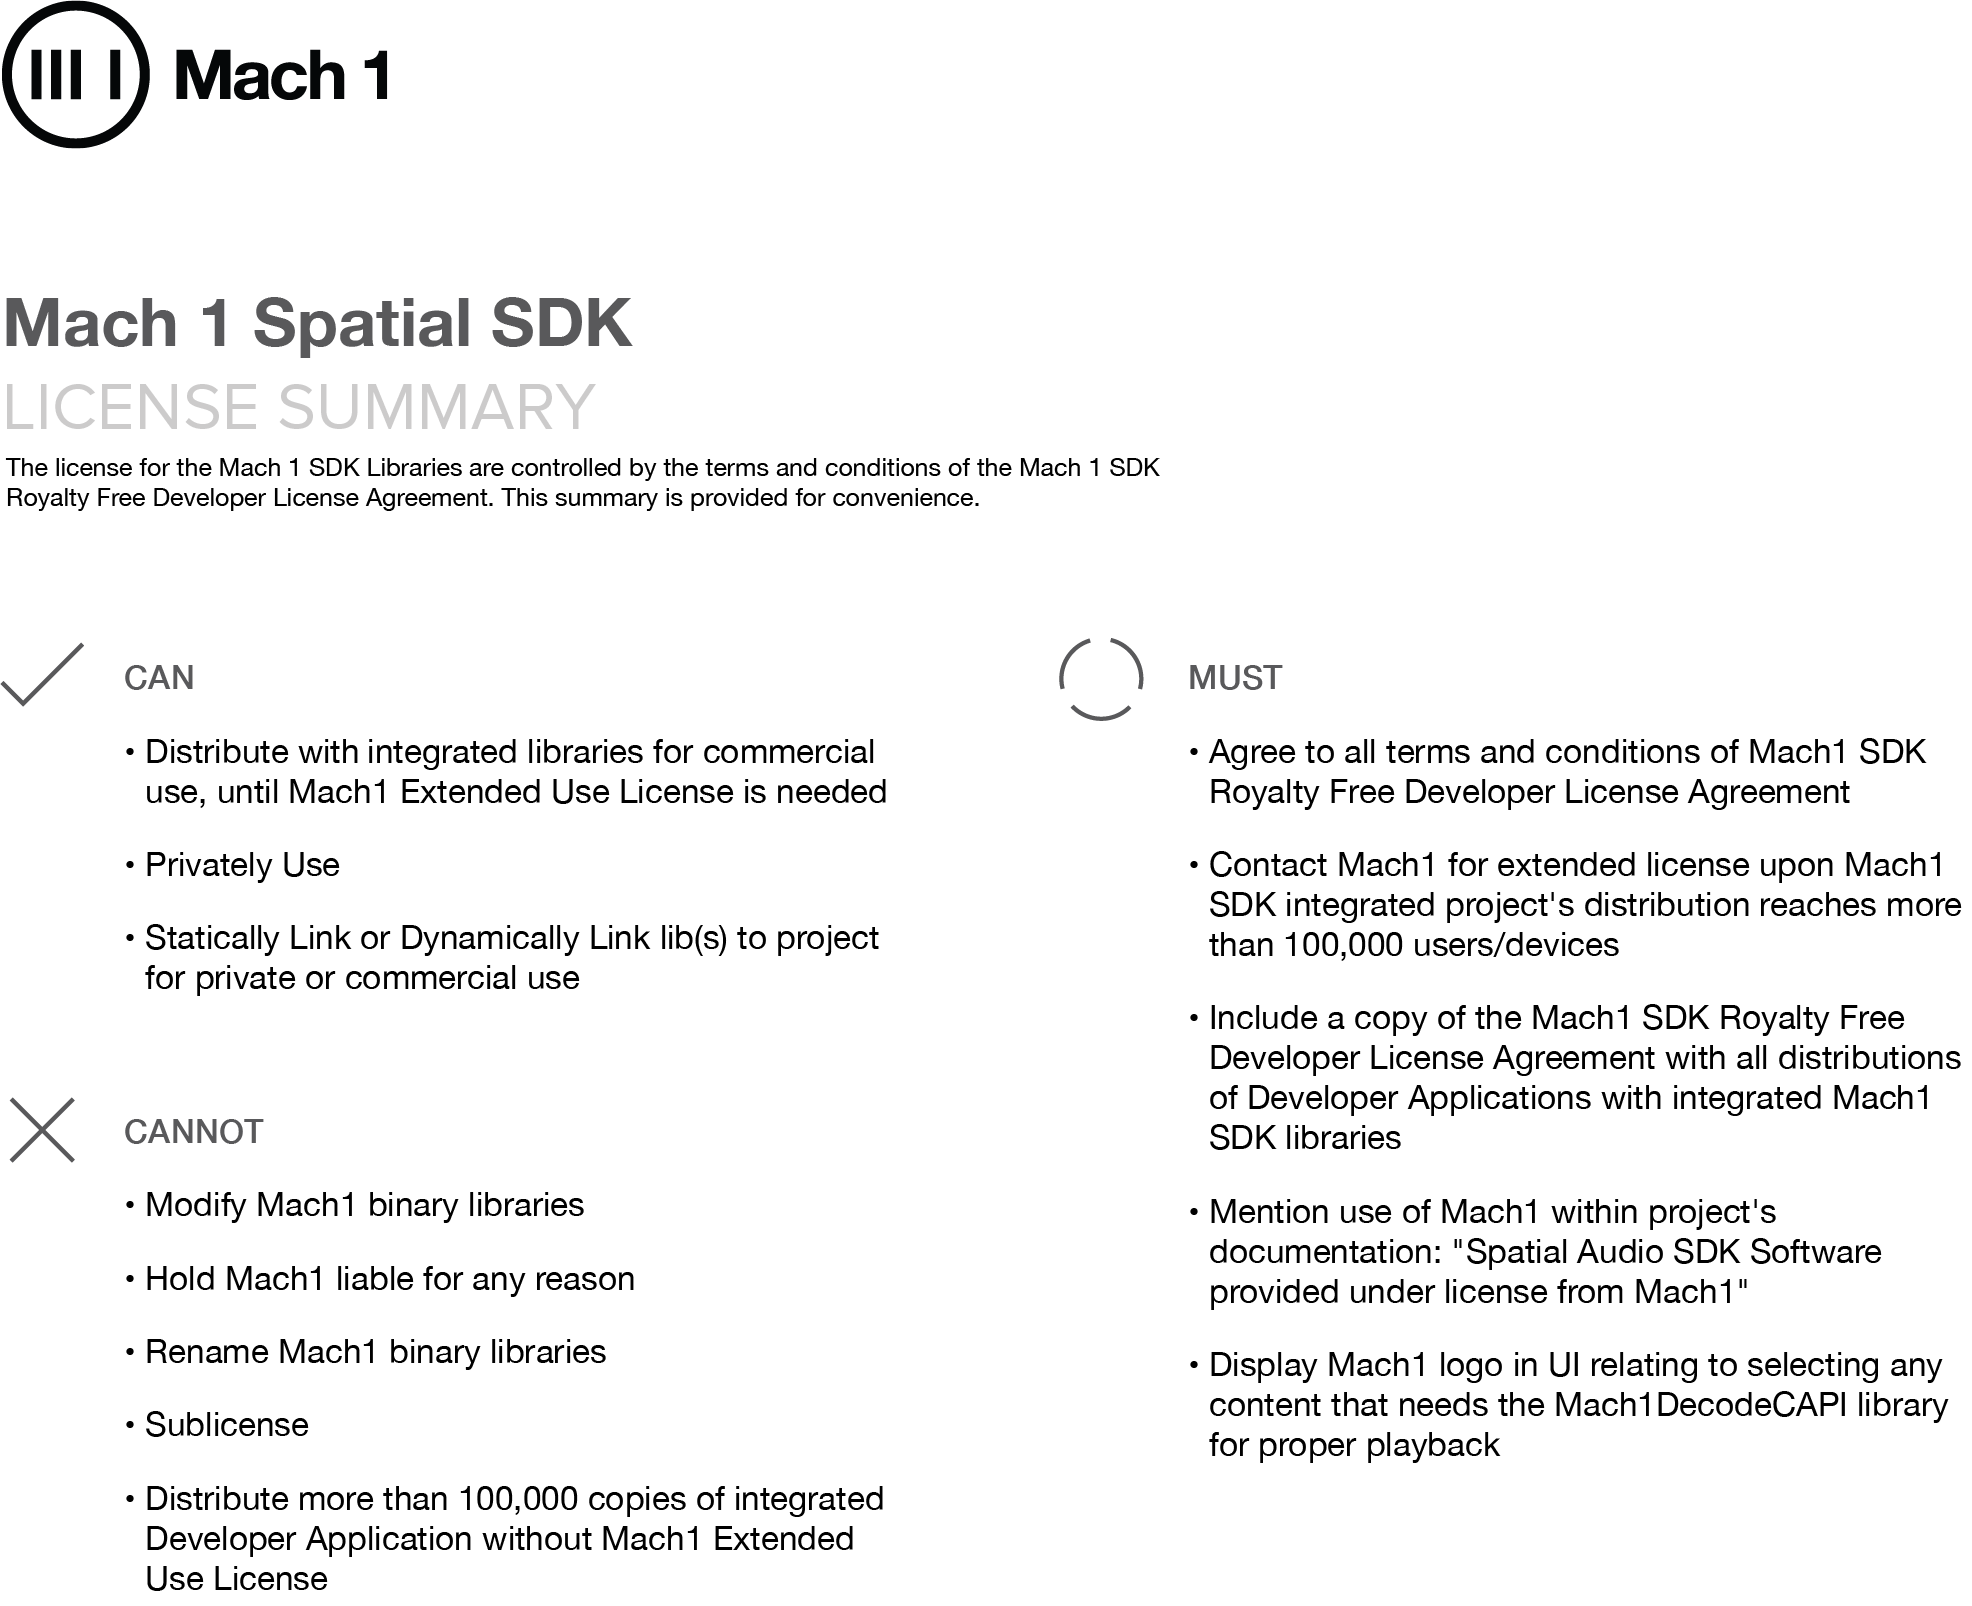 Mach 1
Mach 1 Spatial SDK
LICENSE SUMMARY
The license for the Mach 1 SDK Libraries are controlled by the terms and conditions of the Mach 1 SDK
Royalty Free Developer License Agreement. This summary is provided for convenience.
CAN
• Distribute with integrated libraries for commercial
use, until Mach1 Extended Use License is needed
• Privately Use
• Statically Link or Dynamically Link lib(s) to project
for private or commercial use
CANNOT
• Modify Mach1 binary libraries
• Hold Mach1 liable for any reason
• Rename Mach1 binary libraries
• Sublicense
• Distribute more than 100,000 copies of integrated
Developer Application without Mach1 Extended
Use License
MUST
• Agree to all terms and conditions of Mach1 SDK
Royalty Free Developer License Agreement
• Contact Mach1 for extended license upon Mach1
SDK integrated project's distribution reaches more
than 100,000 users/devices
• Include a copy of the Mach1 SDK Royalty Free
Developer License Agreement with all distributions
of Developer Applications with integrated Mach1
SDK libraries
• Mention use of Mach1 within project's
documentation: "Spatial Audio SDK Software
provided under license from Mach1"
• Display Mach1 logo in UI relating to selecting any
content that needs the Mach1DecodeCAPI library
for proper playback